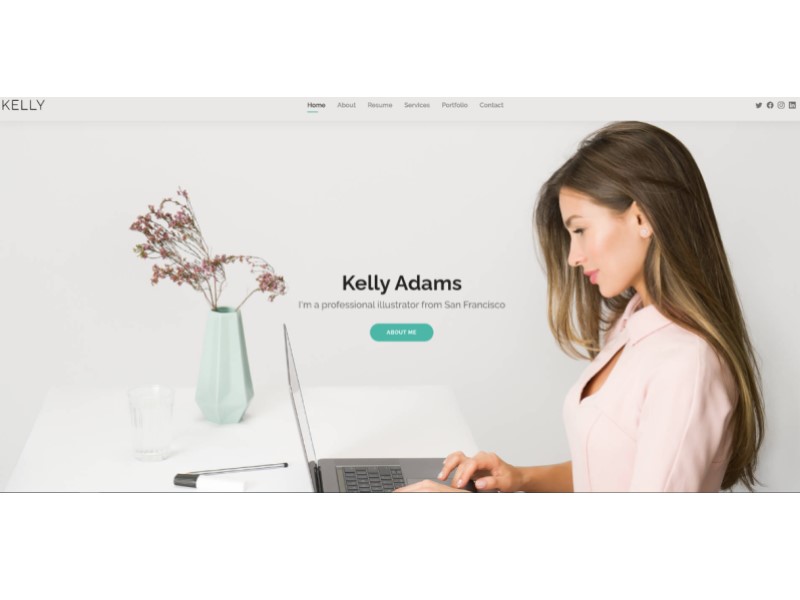 KELLY
Home About Resume Services Portfolio Contact
Kelly Adams
I'm a professional illustrator from San Francisco
ABOUT ME